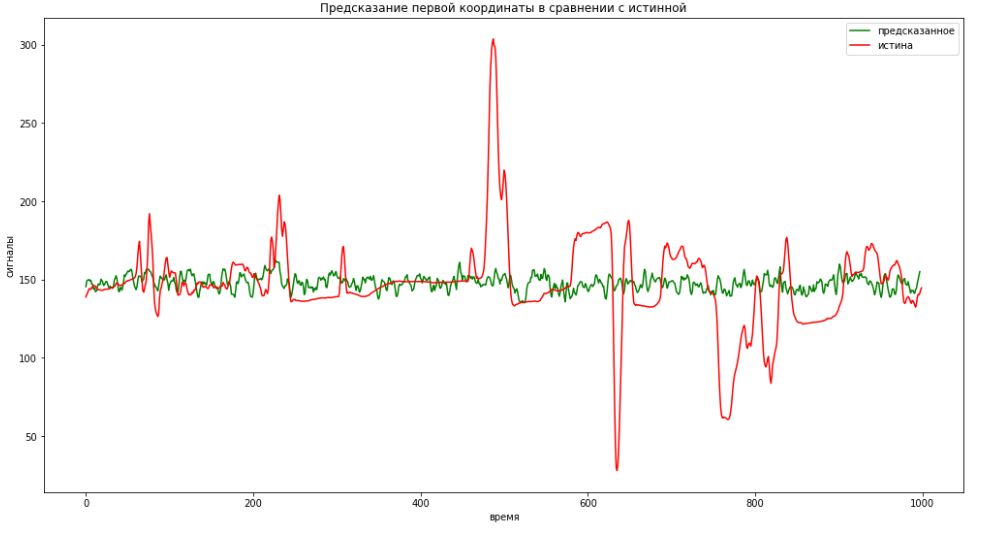 Предсказание первой координаты в сравнении с истинной
предсказанное
истина
300
250
200
150
100
50
сигналы
0 200 400 600 800 1000
время